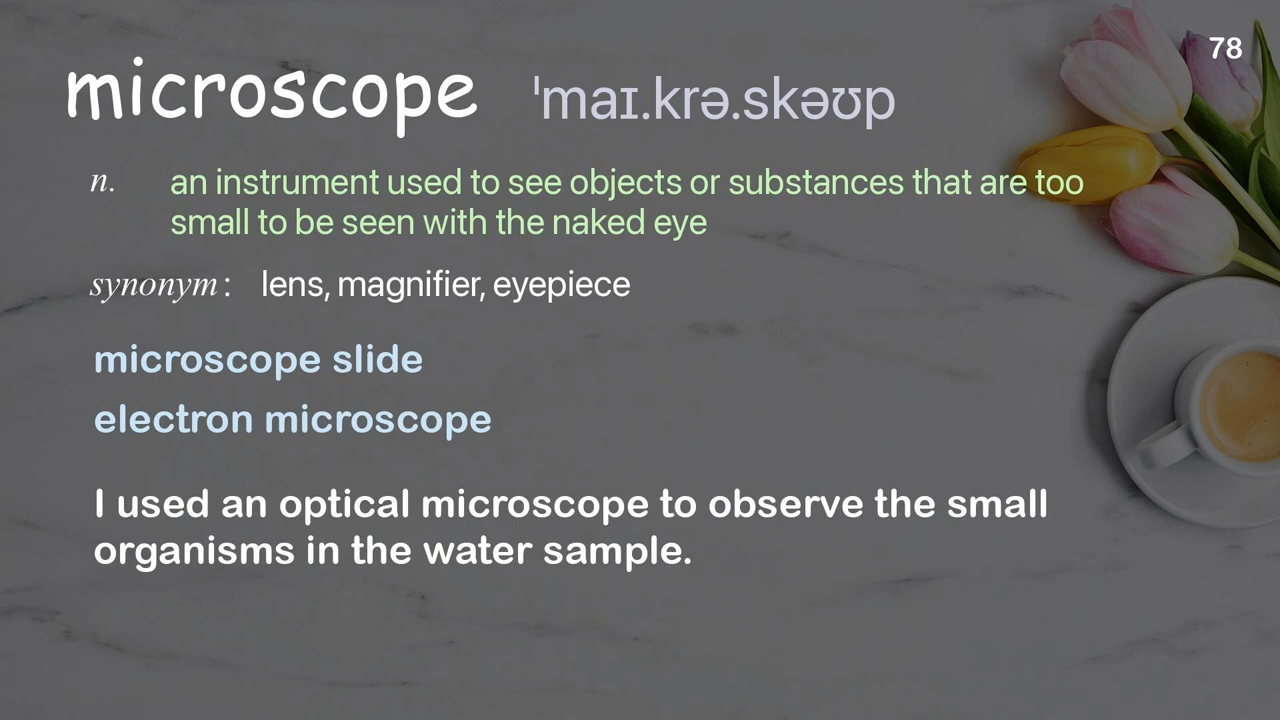 78
microscope ˈmaɪ.krə.skəʊp
n. an instrument used to see objects or substances that are too
small to be seen with the naked eye
synonym: lens, magnifier, eyepiece
microscope slide
electron microscope
I used an optical microscope to observe the small
organisms in the water sample.